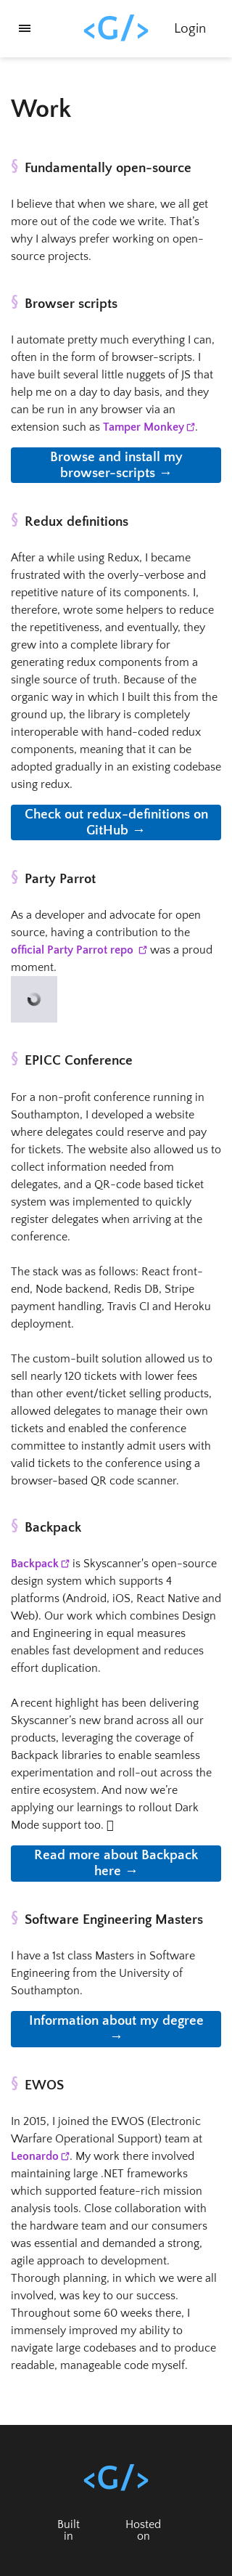 <G/>
Login
Work
§ Fundamentally open-source
I believe that when we share, we all get
more out of the code we write. That's
why I always prefer working on open-
source projects.
§ Browser scripts
I automate pretty much everything I can,
often in the form of browser-scripts. I
have built several little nuggets of JS that
help me on a day to day basis, and they
can be run in any browser via an
extension such as Tamper Monkey.
Browse and install my
browser-scripts →
§ Redux definitions
After a while using Redux, I became
frustrated with the overly-verbose and
repetitive nature of its components. I,
therefore, wrote some helpers to reduce
the repetitiveness, and eventually, they
grew into a complete library for
generating redux components from a
single source of truth. Because of the
organic way in which I built this from the
ground up, the library is completely
interoperable with hand-coded redux
components, meaning that it can be
adopted gradually in an existing codebase
using redux.
Check out redux-definitions on
GitHub →
§ Party Parrot
As a developer and advocate for open
source, having a contribution to the
official Party Parrot repo was a proud
moment.
§ EPICC Conference
For a non-profit conference running in
Southampton, I developed a website
where delegates could reserve and pay
for tickets. The website also allowed us to
collect information needed from
delegates, and a QR-code based ticket
system was implemented to quickly
register delegates when arriving at the
conference.
The stack was as follows: React front-
end, Node backend, Redis DB, Stripe
payment handling, Travis CI and Heroku
deployment.
The custom-built solution allowed us to
sell nearly 120 tickets with lower fees
than other event/ticket selling products,
allowed delegates to manage their own
tickets and enabled the conference
committee to instantly admit users with
valid tickets to the conference using a
browser-based QR code scanner.
§ Backpack
Backpack is Skyscanner's open-source
design system which supports 4
platforms (Android, iOS, React Native and
Web). Our work which combines Design
and Engineering in equal measures
enables fast development and reduces
effort duplication.
A recent highlight has been delivering
Skyscanner's new brand across all our
products, leveraging the coverage of
Backpack libraries to enable seamless
experimentation and roll-out across the
entire ecosystem. And now we're
applying our learnings to rollout Dark
Mode support too.
Read more about Backpack
here →
§ Software Engineering Masters
I have a 1st class Masters in Software
Engineering from the University of
Southampton.
Information about my degree
→
§ EWOS
In 2015, I joined the EWOS (Electronic
Warfare Operational Support) team at
Leonardo. My work there involved
maintaining large .NET frameworks
which supported feature-rich mission
analysis tools. Close collaboration with
the hardware team and our consumers
was essential and demanded a strong,
agile approach to development.
Thorough planning, in which we were all
involved, was key to our success.
Throughout some 60 weeks there, I
immensely improved my ability to
navigate large codebases and to produce
readable, manageable code myself.
<G/>
Built Hosted
in on